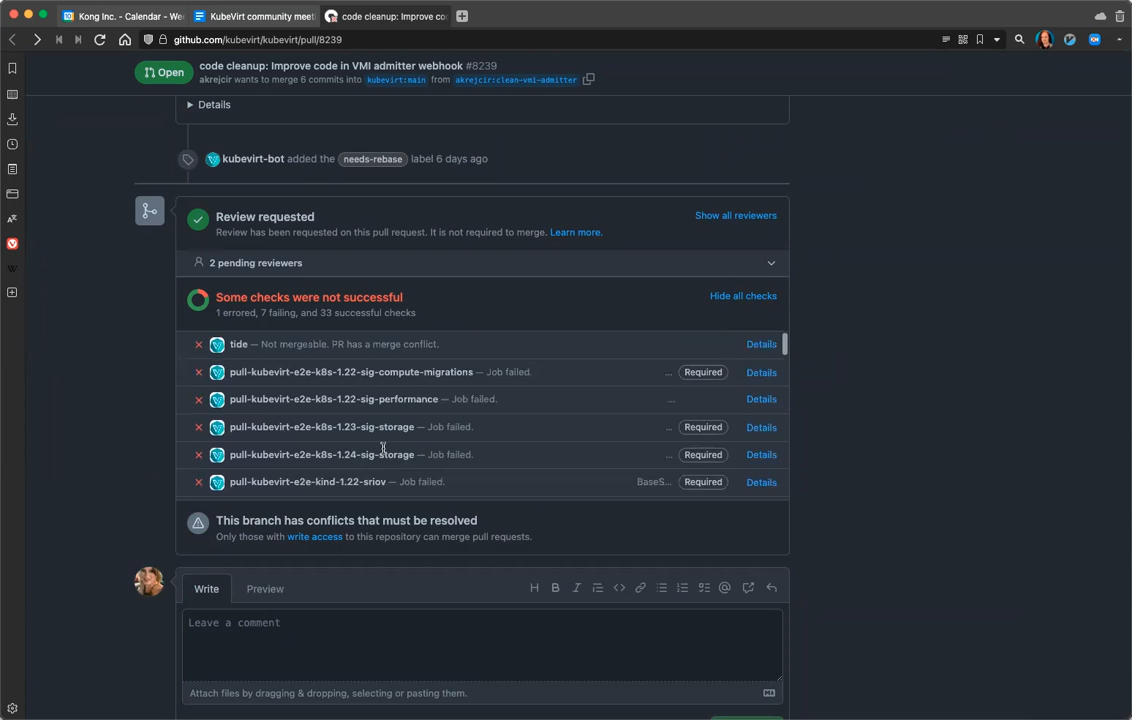 Kong Inc. - Calendar - We
KubeVirt community meet
code cleanup: Improve co
github.com/kubevirt/kubevirt/pull/8239
Open
code cleanup: Improve code in VMI admitter webhook #8239
akrejcir wants to merge 6 commits into kubevirt:main from akrejcir:clean-vmi-admitter
Details
kubevirt-bot added the needs-rebase label 6 days ago
Review requested
Show all reviewers
Review has been requested on this pull request. It is not required to merge. Learn more.
2 pending reviewers
Some checks were not successful
Hide all checks
1 errored, 7 failing, and 33 successful checks
tide — Not mergeable. PR has a merge conflict. Details
pull-kubevirt-e2e-k8s-1.22-sig-compute-migrations — Job failed. ... Required Details
pull-kubevirt-e2e-k8s-1.22-sig-performance — Job failed. ... Details
pull-kubevirt-e2e-k8s-1.23-sig-storage — Job failed. ... Required Details
pull-kubevirt-e2e-k8s-1.24-sig-storage — Job failed. ... Required Details
pull-kubevirt-e2e-kind-1.22-sriov — Job failed. BaseS... Required Details
This branch has conflicts that must be resolved
Only those with write access to this repository can merge pull requests.
Write
Preview
Leave a comment
Attach files by dragging & dropping, selecting or pasting them.